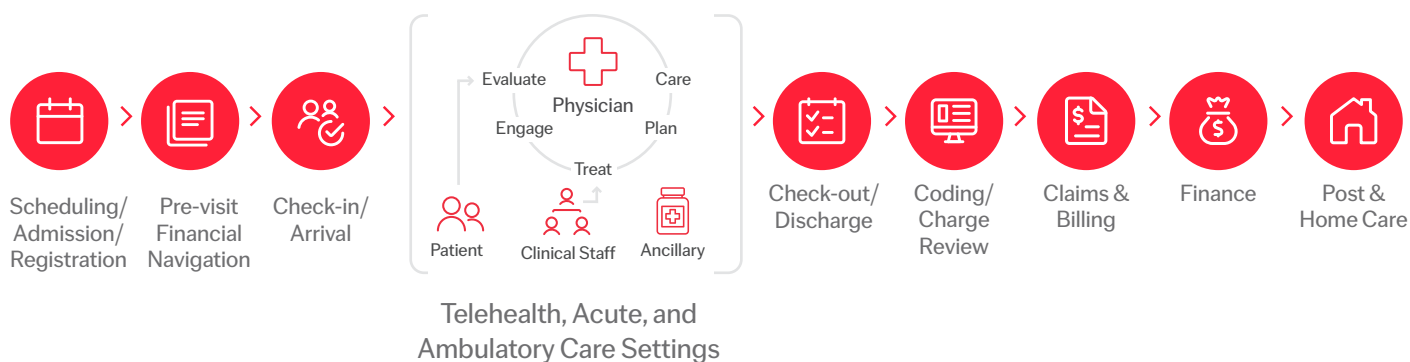 Scheduling/
Admission/
Registration
Pre-visit
Financial
Navigation
Check-in/
Arrival
Evaluate
Care
Physician
Engage
Plan
Treat
Patient
Clinical Staff
Ancillary
Telehealth, Acute, and
Ambulatory Care Settings
Check-out/
Discharge
Coding/
Charge
Review
$
Claims &
Billing
$
Finance
Post &
Home Care